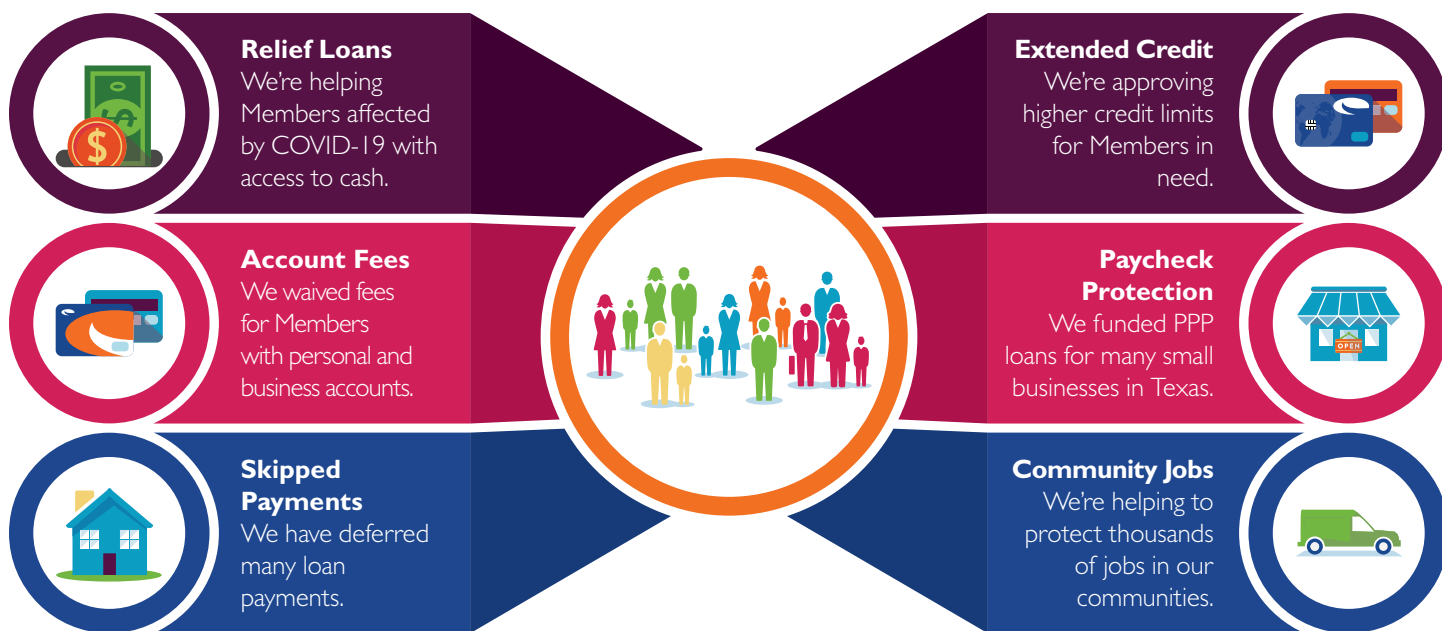 Relief Loans
We're helping
Members affected
by COVID-19 with
access to cash.
Account Fees
We waived fees
for Members
with personal and
business accounts.
Skipped
Payments
We have deferred
many loan
payments.
Extended Credit
We're approving
higher credit limits
for Members in
need.
Paycheck
Protection
We funded PPP
loans for many small
businesses in Texas.
OPEN
Community Jobs
We're helping to
protect thousands
of jobs in our
communities.